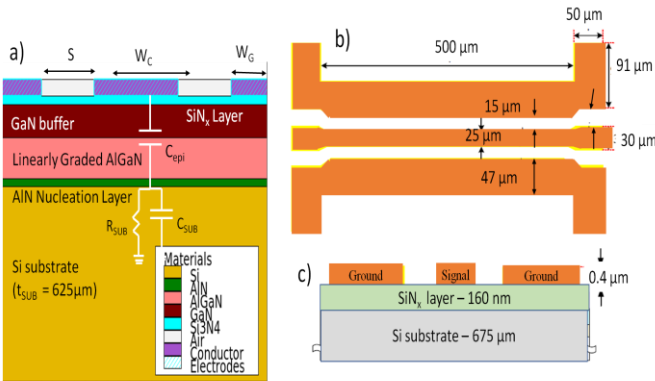 a)
S
W_C
W_G
GaN buffer
SiN_x Layer
Linearly Graded AlGaN
C_epi
AlN Nucleation Layer
R_SUB
C_SUB
Si substrate
(t_SUB = 625µm)
Materials
Si
AlN
AlGaN
GaN
Si3N4
Air
Conductor
Electrodes
b)
50 µm
500 µm
91 µm
15 µm
25 µm
30 µm
47 µm
c)
Ground
Signal
Ground
0.4 µm
SiN_x layer – 160 nm
Si substrate – 675 µm